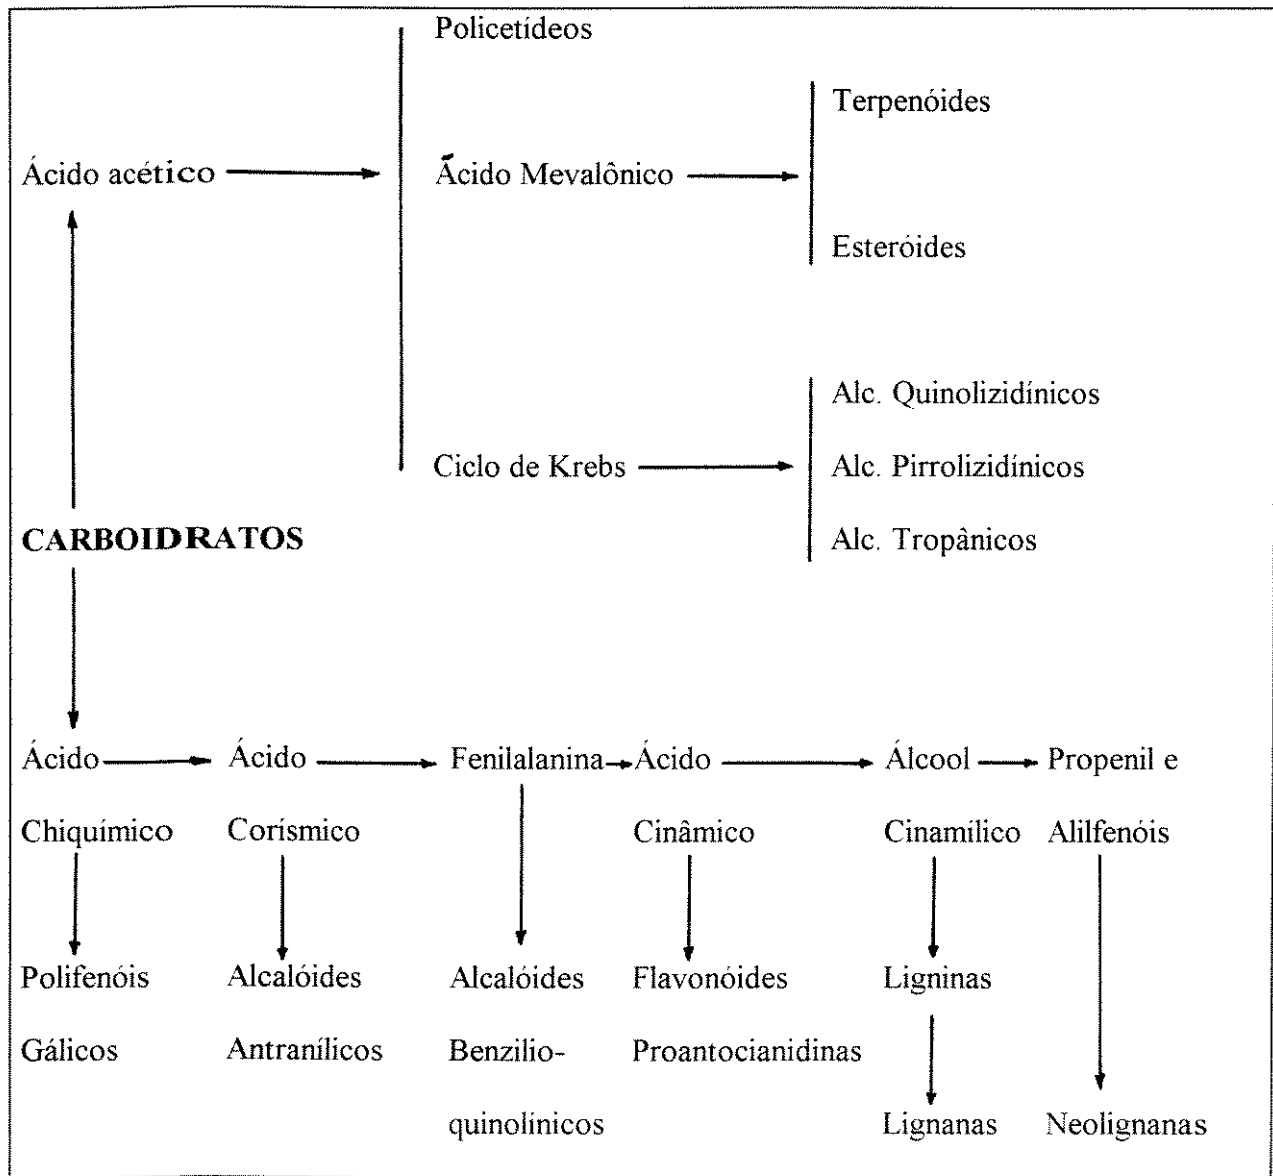 Policetídeos
Terpenóides
Ácido acético Ácido Mevalônico
Esteróides
Alc. Quinolizidínicos
Ciclo de Krebs Alc. Pirrolizidínicos
CARBOIDRATOS Alc. Tropânicos
Ácido Ácido Fenilalanina Ácido Álcool Propenil e
Chiquímico Corísmico Cinâmico Cinamílico Alilfenóis
Polifenóis Alcalóides Alcalóides Flavonóides Ligninas
Gálicos Antranílicos Benzilio- Proantocianidinas
quinolínicos Lignanas Neolignanas